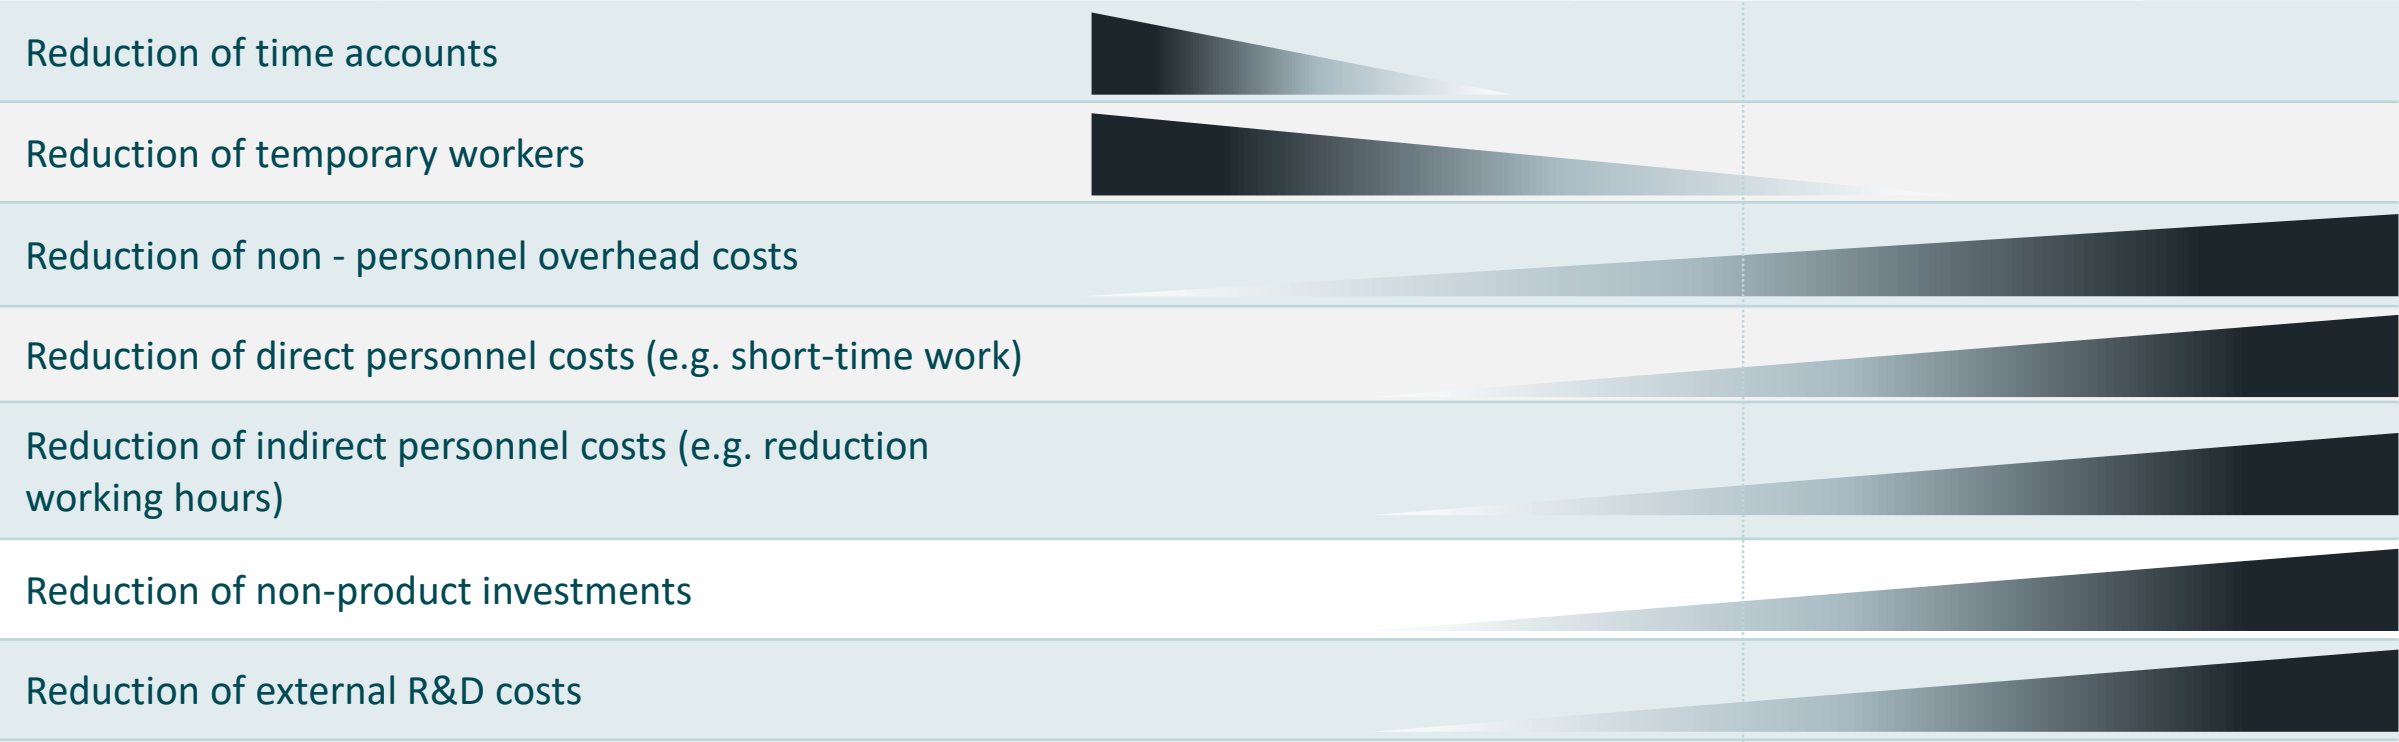 Reduction of time accounts
Reduction of temporary workers
Reduction of non - personnel overhead costs
Reduction of direct personnel costs (e.g. short-time work)
Reduction of indirect personnel costs (e.g. reduction
working hours)
Reduction of non-product investments
Reduction of external R&D costs